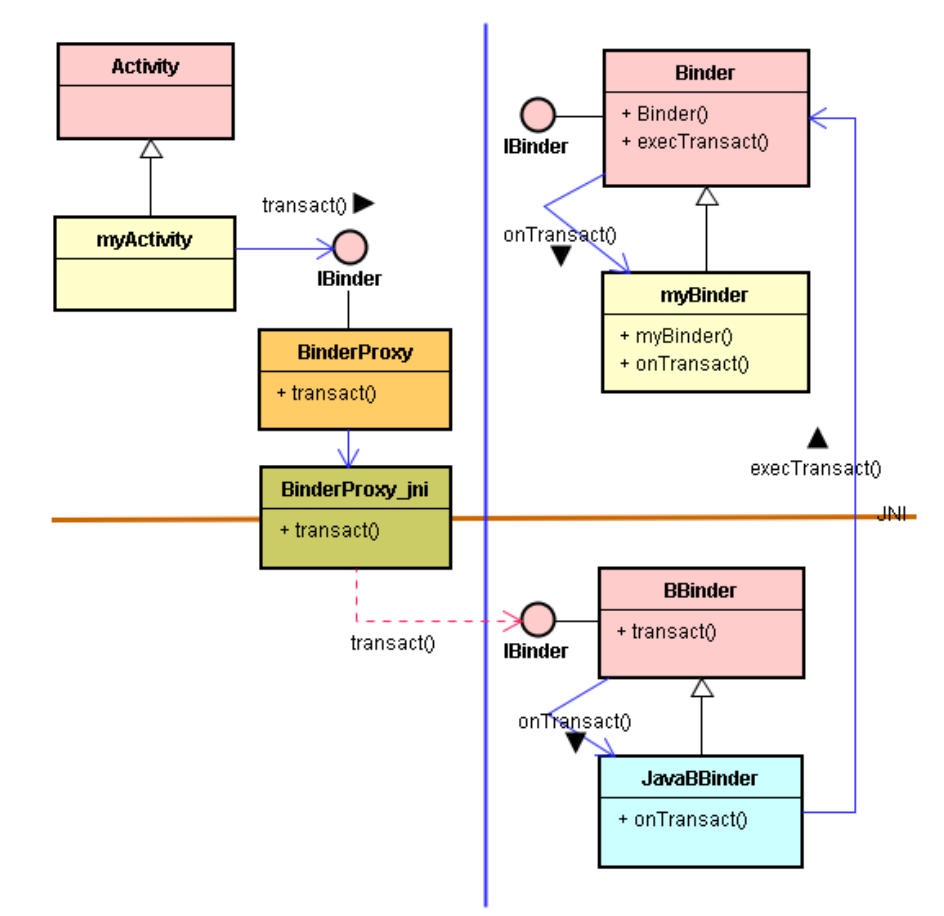 Activity
myActivity
transact()
IBinder
BinderProxy
+ transact()
BinderProxy_jni
+ transact()
transact()
Binder
+ Binder()
+ execTransact()
IBinder
onTransact()
myBinder
+ myBinder()
+ onTransact()
execTransact()
JNI
BBinder
+ transact()
IBinder
onTransact()
JavaBBinder
+ onTransact()